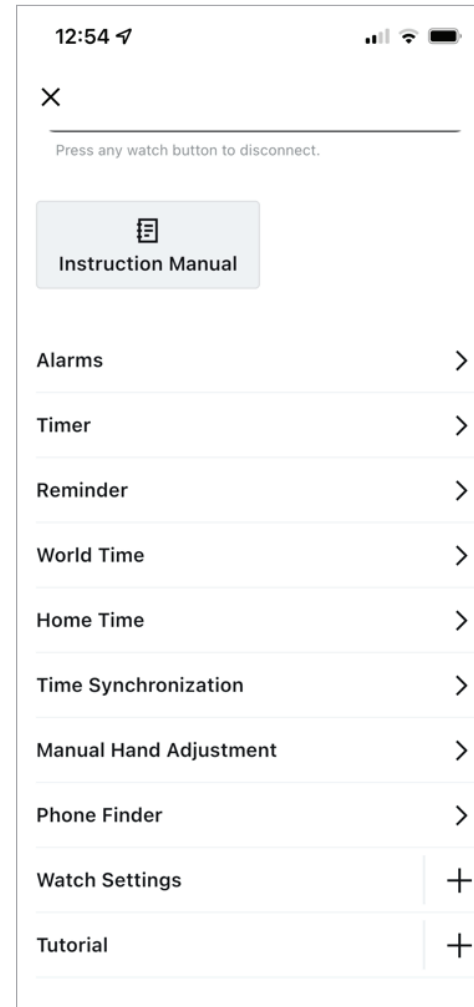 12:54
Press any watch button to disconnect.
Instruction Manual
Alarms
Timer
Reminder
World Time
Home Time
Time Synchronization
Manual Hand Adjustment
Phone Finder
Watch Settings
Tutorial